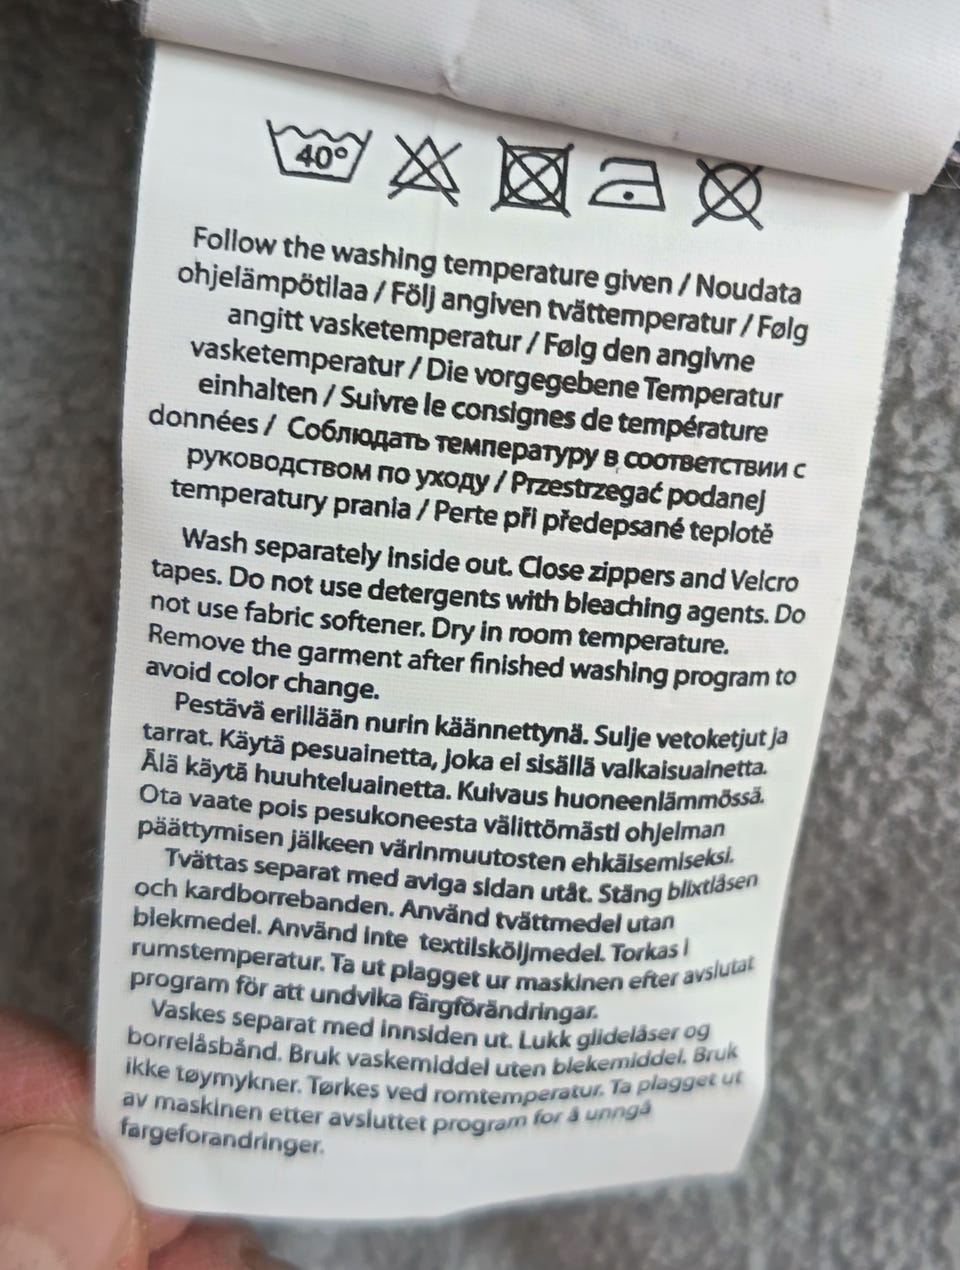 40°
Follow the washing temperature given / Noudata
ohjelämpötilaa / Följ angiven tvättemperatur / Følg
angitt vasketemperatur / Følg den angivne
vasketemperatur / Die vorgegebene Temperatur
einhalten / Suivre le consignes de température
données / Соблюдать температуру в соответствии с
руководством по уходу / Przestrzegać podanej
temperatury prania / Perte při předepsané teplotě
Wash separately inside out. Close zippers and Velcro
tapes. Do not use detergents with bleaching agents. Do
not use fabric softener. Dry in room temperature.
Remove the garment after finished washing program to
avoid color change.
Pestävä erillään nurin käännettynä. Sulje vetoketjut ja
tarrat. Käytä pesuainetta, joka ei sisällä valkaisuainetta.
Älä käytä huuhteluainetta. Kuivaus huoneenlämmössä.
Ota vaate pois pesukoneesta välittömästi ohjelman
päättymisen jälkeen värinmuutosten ehkäisemiseksi.
Tvättas separat med aviga sidan utåt. Stäng blixtlåsen
och kardborrebanden. Använd tvättmedel utan
blekmedel. Använd inte textilsköljmedel. Torkas i
rumstemperatur. Ta ut plagget ur maskinen efter avslutat
program för att undvika färgförändringar.
Vaskes separat med innsiden ut. Lukk glidelåser og
borrelåsbånd. Bruk vaskemiddel uten blekemiddel. Bruk
ikke tøymykner. Tørkes ved romtemperatur. Ta plagget ut
av maskinen etter avsluttet program for å unngå
fargeforandringer.